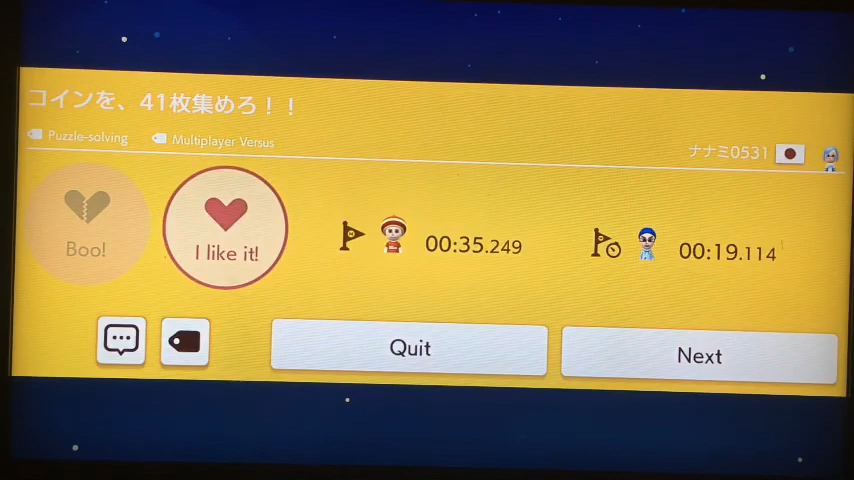 コインを、41枚集めろ！！
Puzzle-solving Multiplayer Versus
ナナミ0531
Boo!
I like it!
00:35.249
00:19.114
Quit
Next